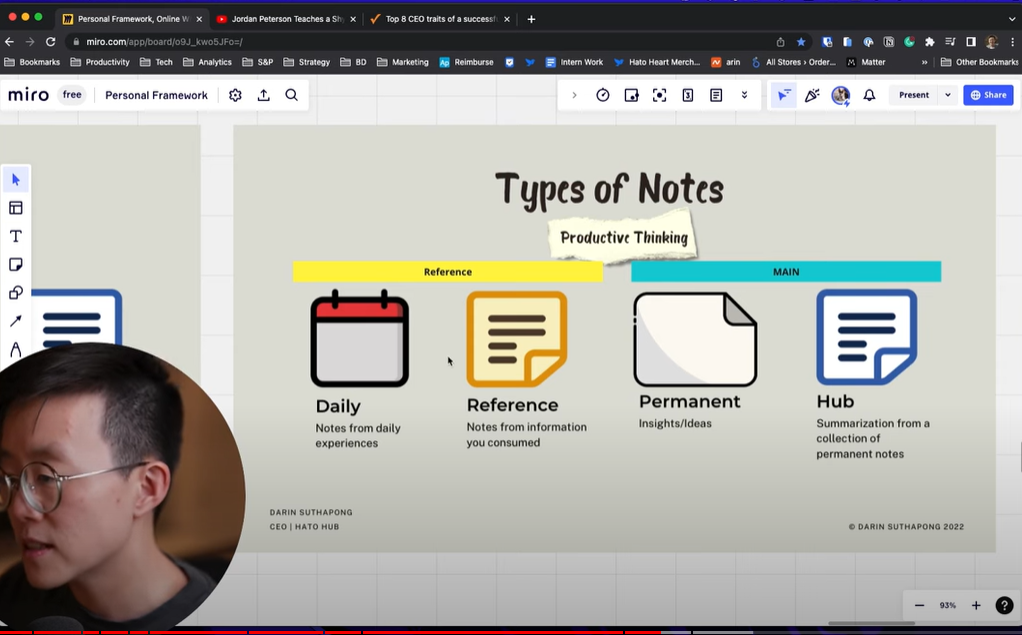 Personal Framework, Online W
Jordan Peterson Teaches a Shy
Top 8 CEO traits of a successf
miro.com/app/board/o9J_kwo5JFo=/
Bookmarks
Productivity
Tech
Analytics
S&P
Strategy
BD
Marketing
Ap
Reimburse
Intern Work
Hato Heart Merch...
arin
All Stores › Order...
M
Matter
»
Other Bookmarks
miro
free
Personal Framework
3
Present
Share
T
Types of Notes
Productive Thinking
Reference
MAIN
Daily
Notes from daily
experiences
Reference
Notes from information
you consumed
Permanent
Insights/Ideas
Hub
Summarization from a
collection of
permanent notes
DARIN SUTHAPONG
CEO | HATO HUB
© DARIN SUTHAPONG 2022
93%
?